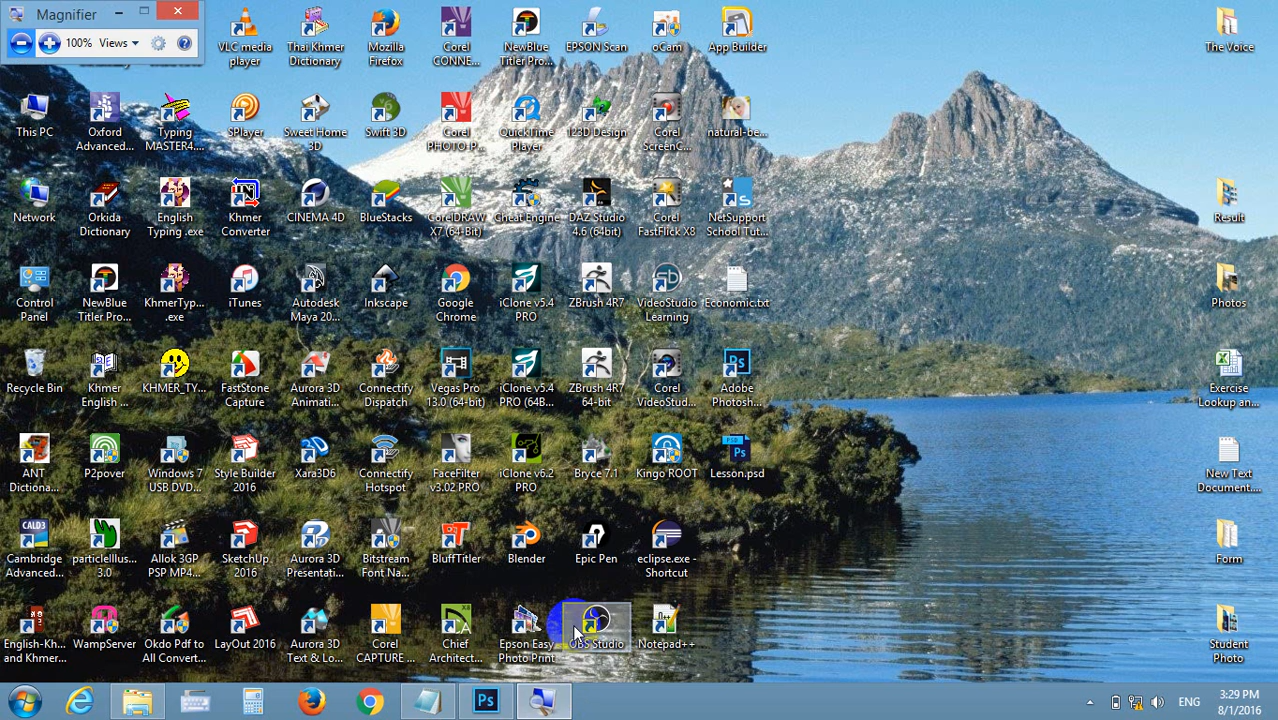 Magnifier
100%
Views
VLC media
player
Thai Khmer
Dictionary
Mozilla
Firefox
Corel
CONNE...
NewBlue
Titler Pro...
EPSON Scan
oCam
App Builder
The Voice
This PC
Oxford
Advanced...
Typing
MASTER4....
SPlayer
Sweet Home
3D
Swift 3D
Corel
PHOTO-P...
QuickTime
Player
123D Design
Corel
ScreenC...
natural-be...
Network
Orkida
Dictionary
English
Typing .exe
Khmer
Converter
CINEMA 4D
BlueStacks
CorelDRAW
X7 (64-Bit)
Cheat Engine
DAZ Studio
4.6 (64bit)
Corel
FastFlick X8
NetSupport
School Tut...
Result
Control
Panel
NewBlue
Titler Pro...
KhmerTyp...
.exe
iTunes
Autodesk
Maya 20...
Inkscape
Google
Chrome
iClone v5.4
PRO
ZBrush 4R7
VideoStudio
Learning
Economic.txt
Photos
Recycle Bin
Khmer
English ...
KHMER_TY...
FastStone
Capture
Aurora 3D
Animati...
Connectify
Dispatch
Vegas Pro
13.0 (64-bit)
iClone v5.4
PRO (64B...
ZBrush 4R7
64-bit
Corel
VideoStud...
Adobe
Photosh...
Exercise
Lookup an...
ANT
Dictiona...
P2pover
Windows 7
USB DVD...
Style Builder
2016
Xara3D6
Connectify
Hotspot
FaceFilter
v3.02 PRO
iClone v6.2
PRO
Bryce 7.1
Kingo ROOT
Lesson.psd
New Text
Document....
CALD3
Cambridge
Advanced...
particleIllus...
3.0
Allok 3GP
PSP MP4...
SketchUp
2016
Aurora 3D
Presentati...
Bitstream
Font Na...
BluffTitler
Blender
Epic Pen
eclipse.exe -
Shortcut
Form
English-Kh...
and Khmer...
WampServer
Okdo Pdf to
All Convert...
LayOut 2016
Aurora 3D
Text & Lo...
Corel
CAPTURE ...
Chief
Architect...
Epson Easy
Photo Print
OBS Studio
Notepad++
Student
Photo
Ps
ENG
3:29 PM
8/1/2016